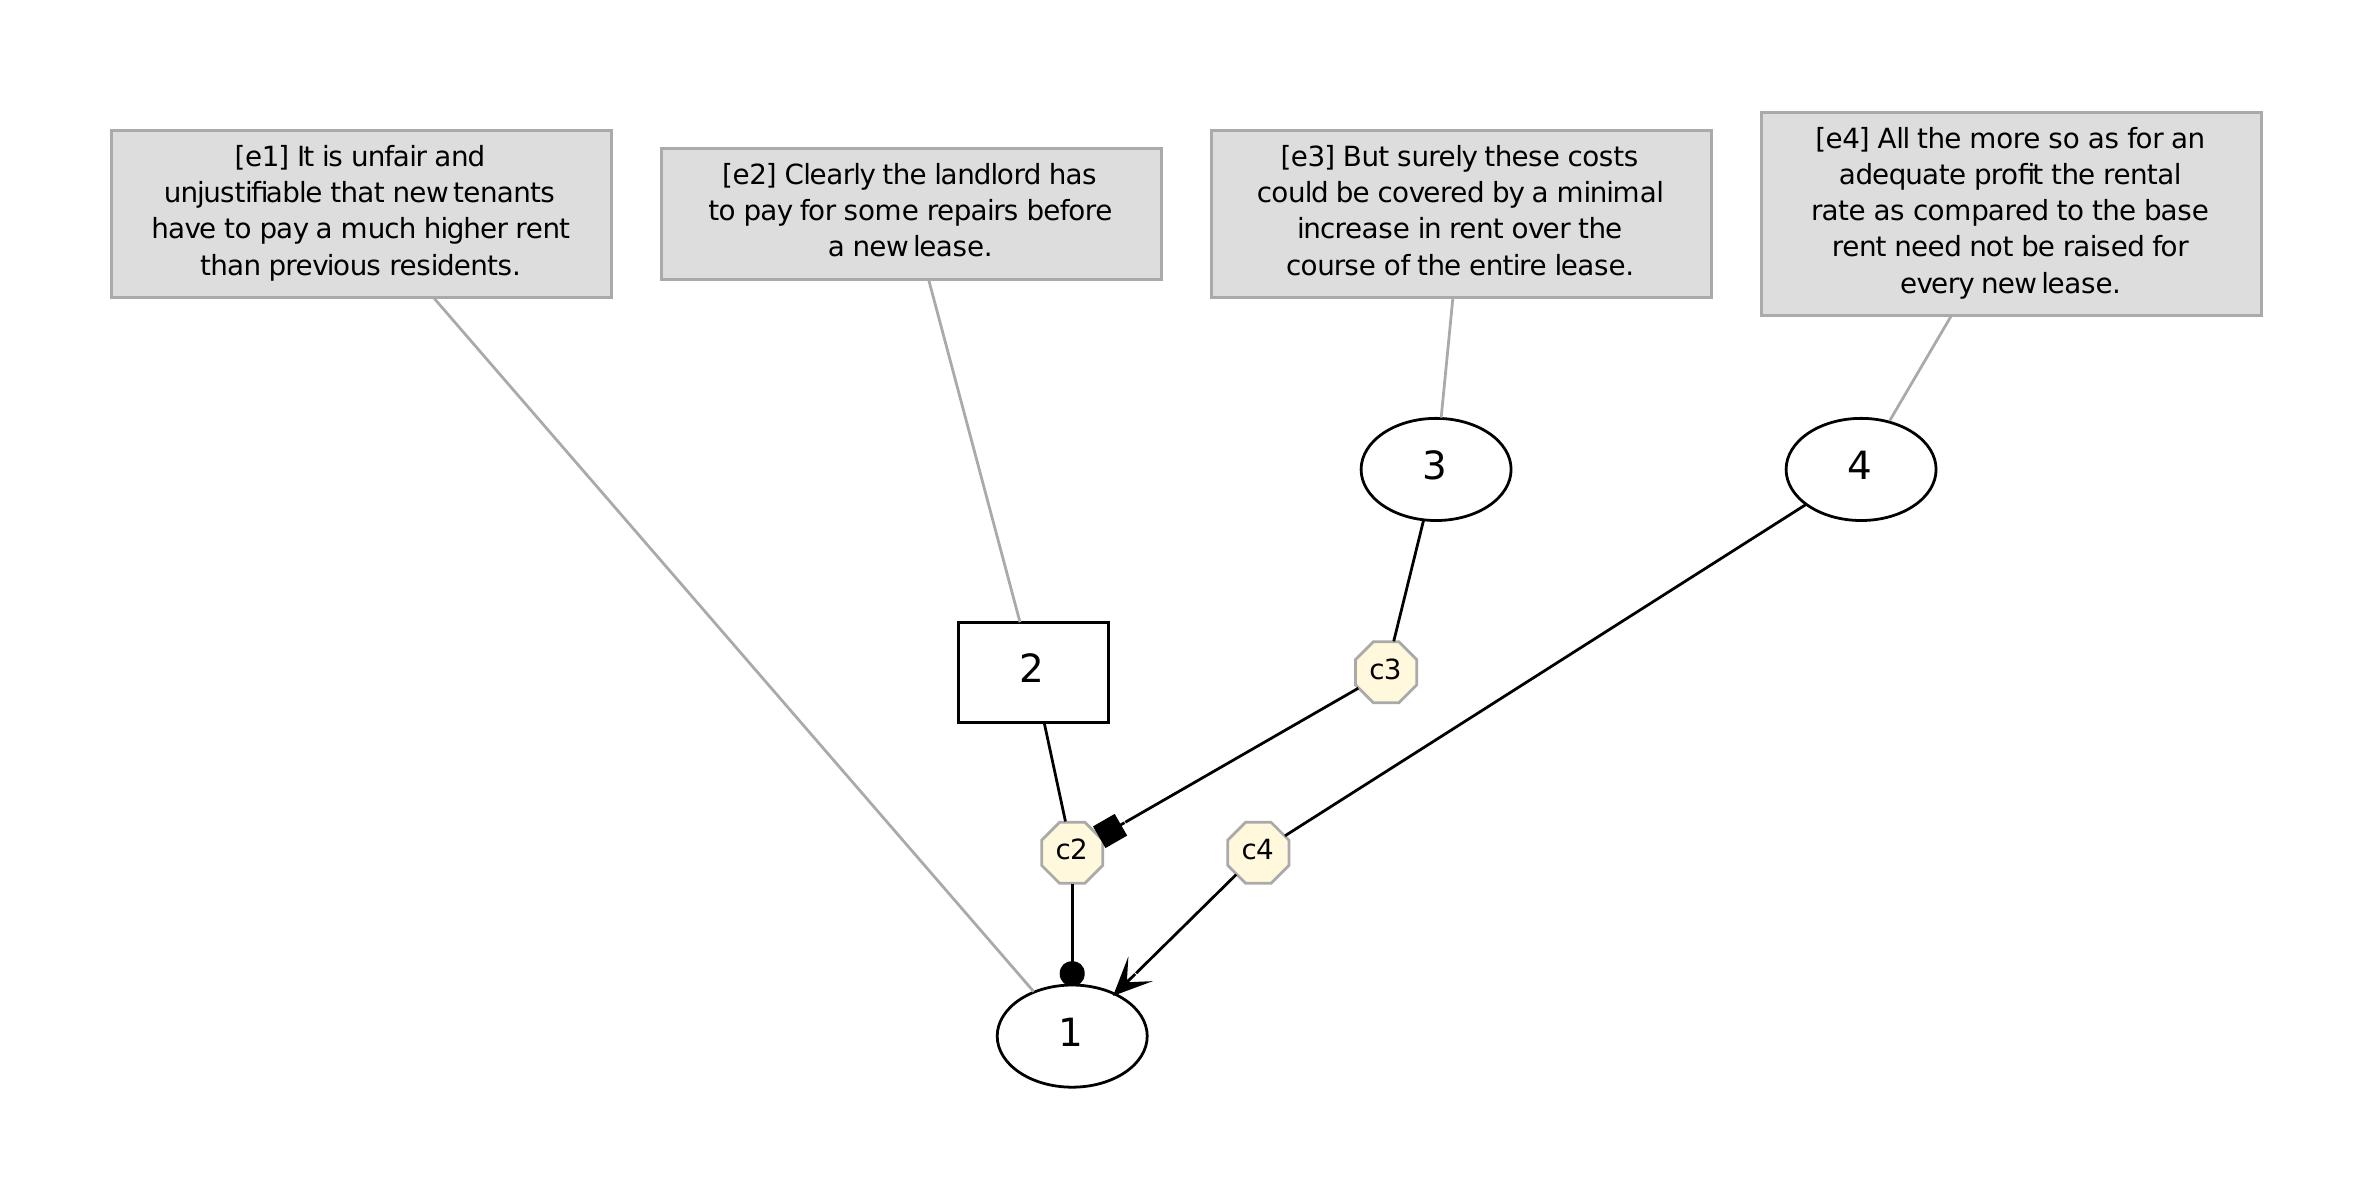 [e1] It is unfair and
unjustifiable that new tenants
have to pay a much higher rent
than previous residents.
[e2] Clearly the landlord has
to pay for some repairs before
a new lease.
[e3] But surely these costs
could be covered by a minimal
increase in rent over the
course of the entire lease.
[e4] All the more so as for an
adequate profit the rental
rate as compared to the base
rent need not be raised for
every new lease.
3
4
2
c3
c2
c4
1